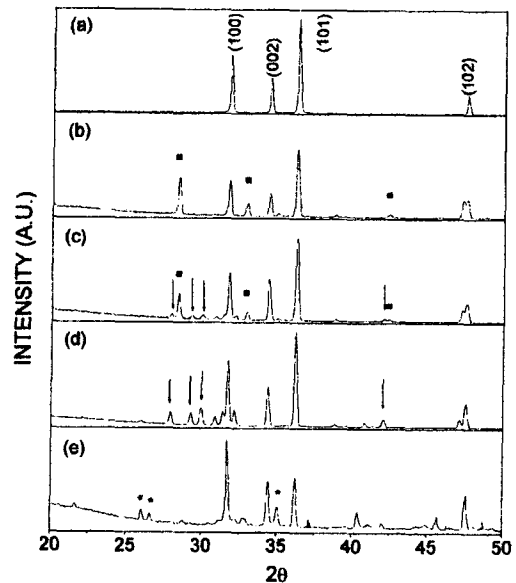 INTENSITY (A.U.)
(a)
(100)
(002)
(101)
(102)
(b)
(c)
(d)
(e)
* *
*
20 25 30 35 40 45 50
2θ